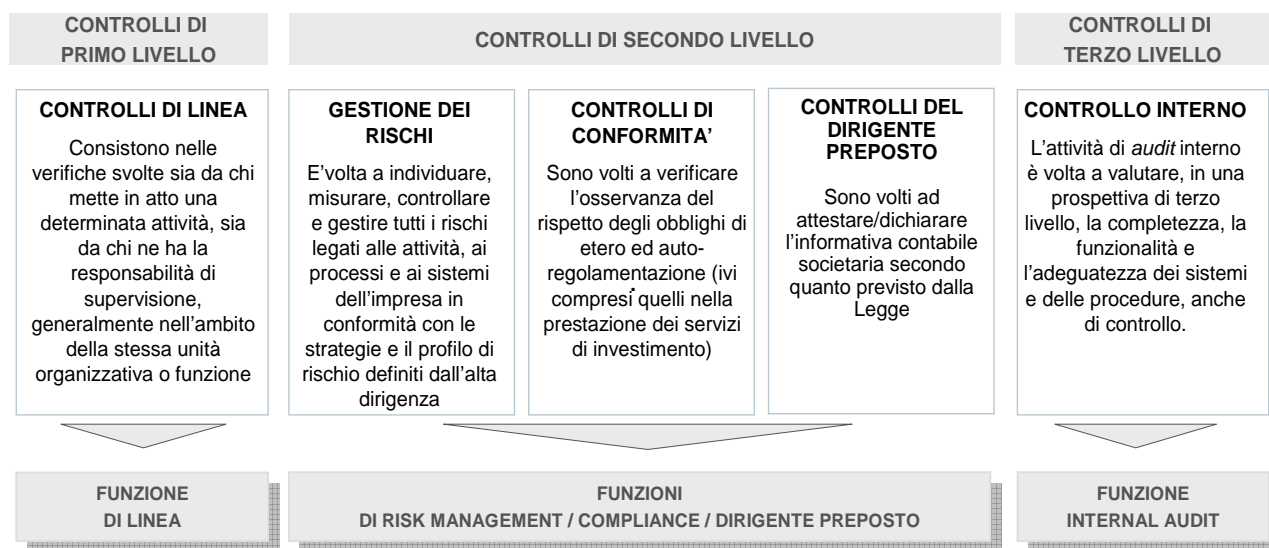 CONTROLLI DI
PRIMO LIVELLO
CONTROLLI DI SECONDO LIVELLO
CONTROLLI DI
TERZO LIVELLO
CONTROLLI DI LINEA
Consistono nelle
verifiche svolte sia da chi
mette in atto una
determinata attività, sia
da chi ne ha la
responsabilità di
supervisione,
generalmente nell'ambito
della stessa unità
organizzativa o funzione
GESTIONE DEI
RISCHI
E'volta a individuare,
misurare, controllare
e gestire tutti i rischi
legati alle attività, ai
processi e ai sistemi
dell'impresa in
conformità con le
strategie e il profilo di
rischio definiti dall'alta
dirigenza
CONTROLLI DI
CONFORMITA'
Sono volti a verificare
l'osservanza del
rispetto degli obblighi di
etero ed auto-
regolamentazione (ivi
compresi quelli nella
prestazione dei servizi
di investimento)
CONTROLLI DEL
DIRIGENTE
PREPOSTO
Sono volti ad
attestare/dichiarare
l'informativa contabile
societaria secondo
quanto previsto dalla
Legge
CONTROLLO INTERNO
L'attività di audit interno
è volta a valutare, in una
prospettiva di terzo
livello, la completezza, la
funzionalità e
l'adeguatezza dei sistemi
e delle procedure, anche
di controllo.
FUNZIONE
DI LINEA
FUNZIONI
DI RISK MANAGEMENT / COMPLIANCE / DIRIGENTE PREPOSTO
FUNZIONE
INTERNAL AUDIT